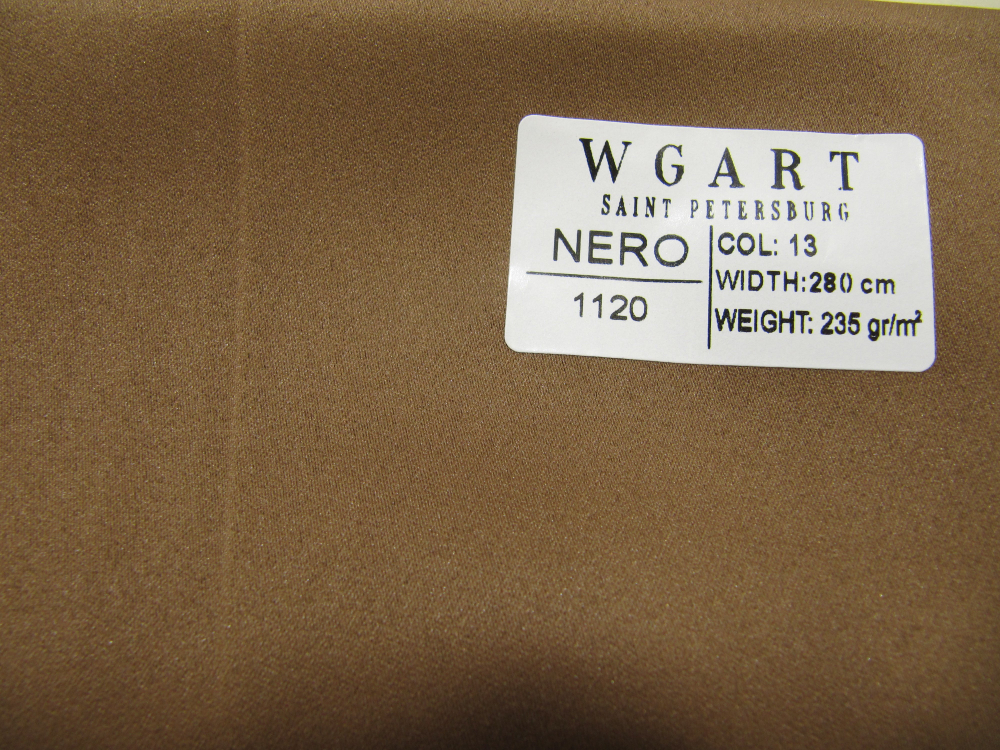 WGART
SAINT PETERSBURG
NERO
1120
COL: 13
WIDTH:280 cm
WEIGHT: 235 gr/m²